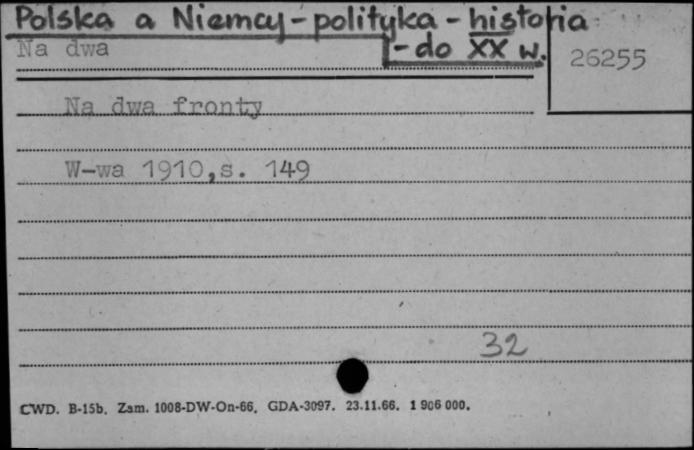 Polska a Niemcy - polityka - historia
- do XX w.
Na dwa
26255
Na dwa fronty
W-wa 1910,s. 149
32
CWD. B-15b. Zam. 1008-DW-On-66. GDA-3097. 23.11.66. 1 906 000.